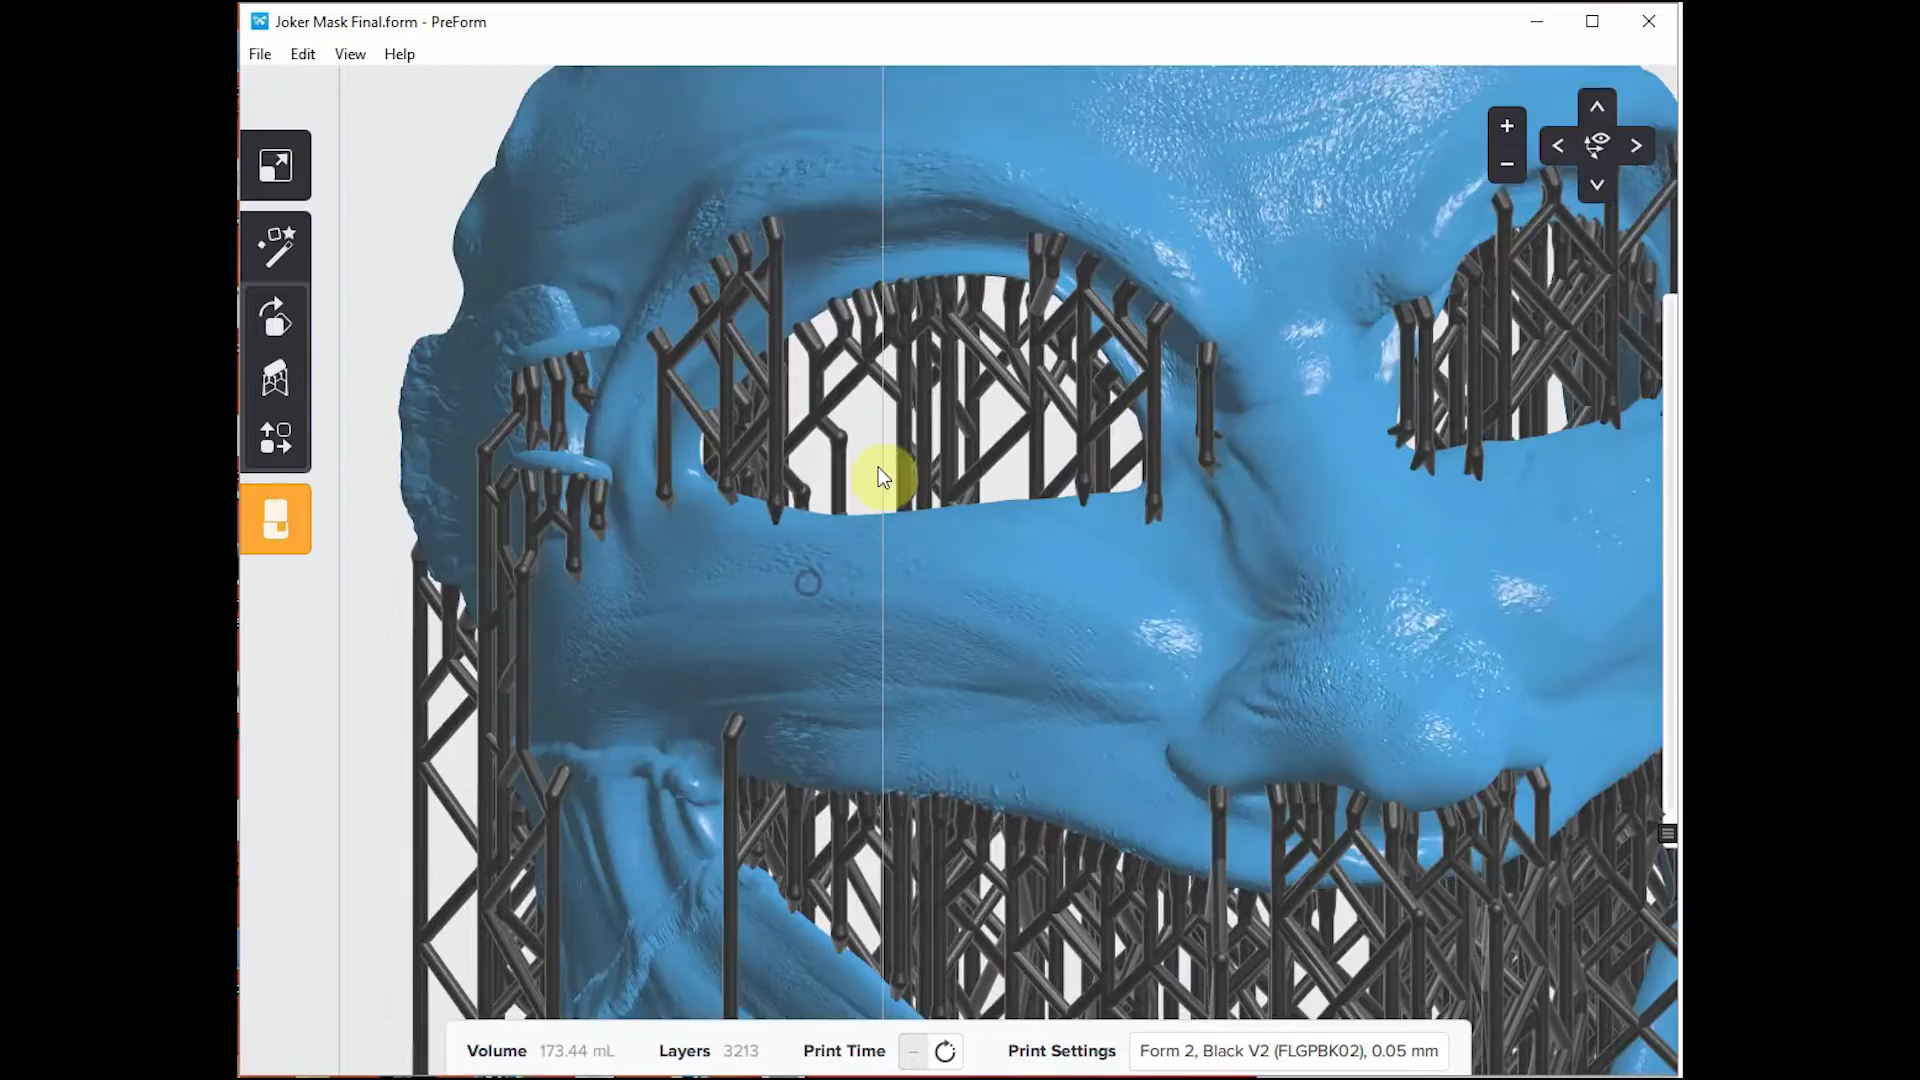 Joker Mask Final.form - PreForm
File Edit View Help
Volume 173.44 mL Layers 3213 Print Time Print Settings Form 2, Black V2 (FLGPBK02), 0.05 mm